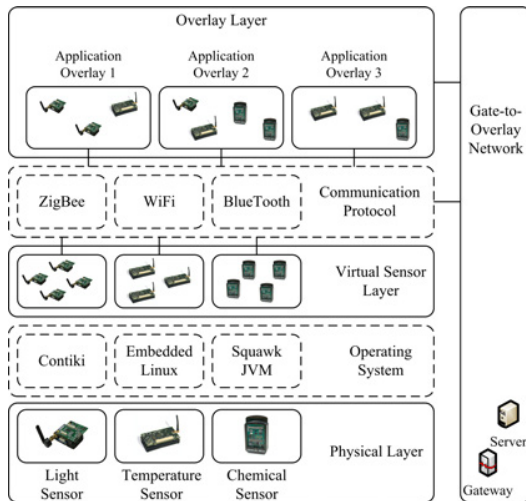 Overlay Layer
Application
Overlay 1
Application
Overlay 2
Application
Overlay 3
Gate-to-
Overlay
Network
ZigBee
WiFi
BlueTooth
Communication
Protocol
Virtual Sensor
Layer
Contiki
Embedded
Linux
Squawk
JVM
Operating
System
Physical Layer
Light
Sensor
Temperature
Sensor
Chemical
Sensor
Server
Gateway